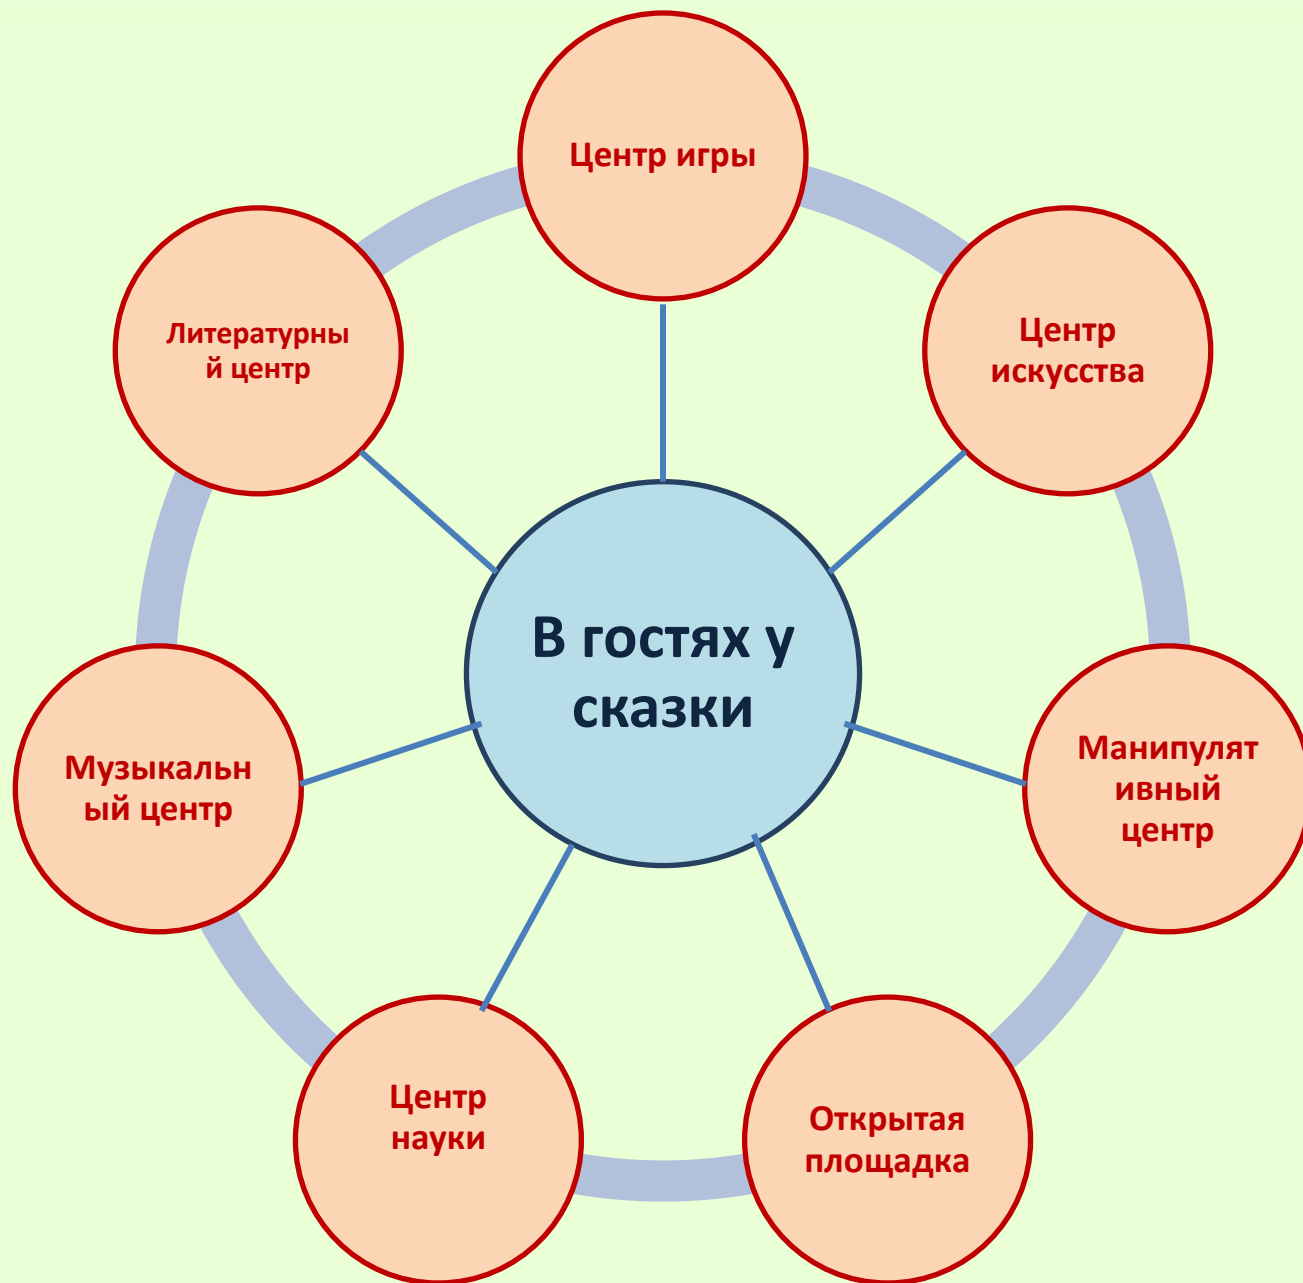 Центр игры
Центр
искусства
Манипулят
ивный
центр
Открытая
площадка
Центр
науки
Музыкальн
ый центр
Литературны
й центр
В гостях у
сказки